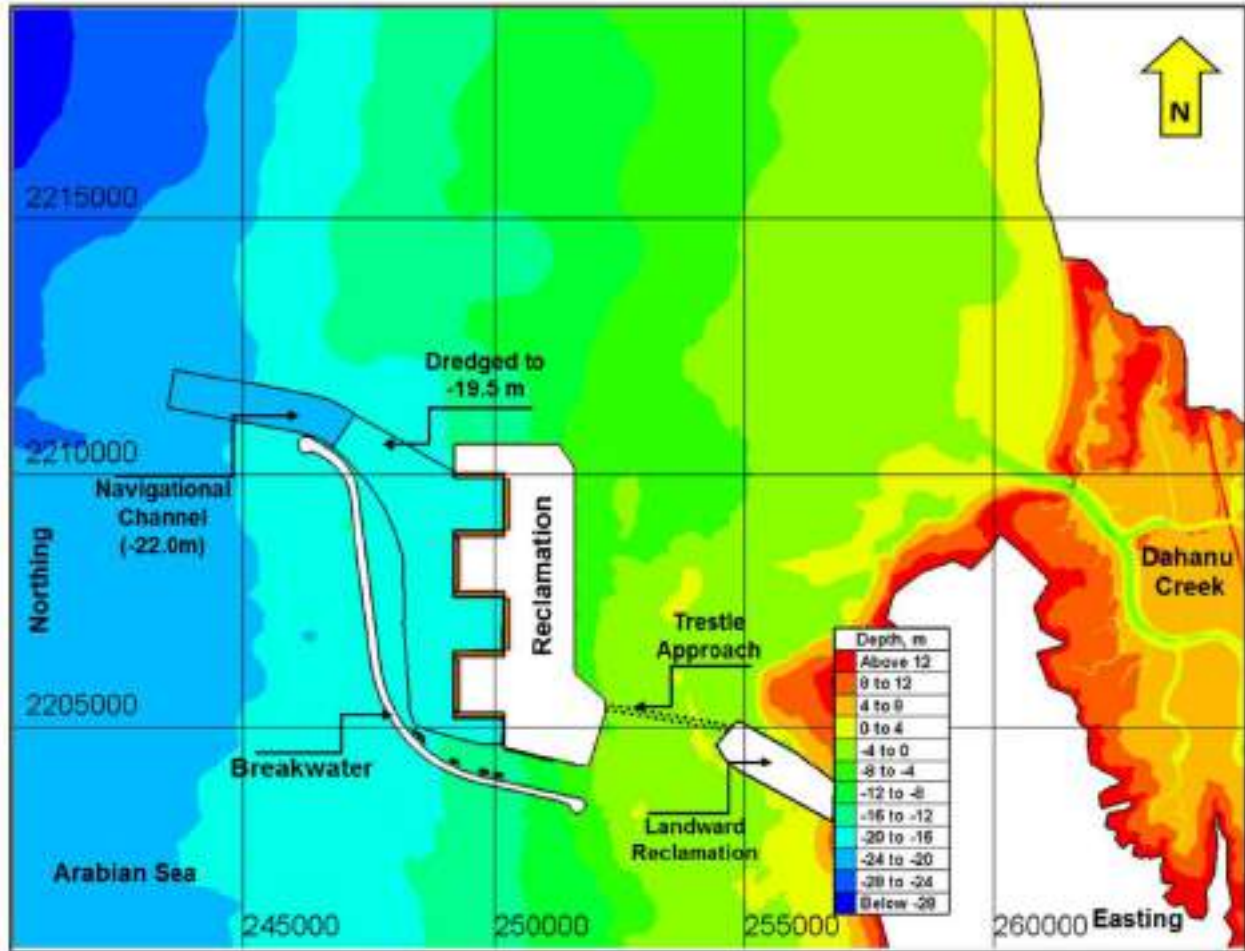 N
2215000
Dredged to
-19.5 m
2210000
Navigational
Channel
(-22.0m)
Northing
Reclamation
Dahanu
Creek
Trestle
Approach
2205000
Breakwater
Landward
Reclamation
Arabian Sea
Depth, m
Above 12
8 to 12
4 to 8
0 to 4
-4 to 0
-8 to -4
-12 to -8
-16 to -12
-20 to -16
-24 to -20
-28 to -24
Below -28
245000
250000
255000
260000
Easting